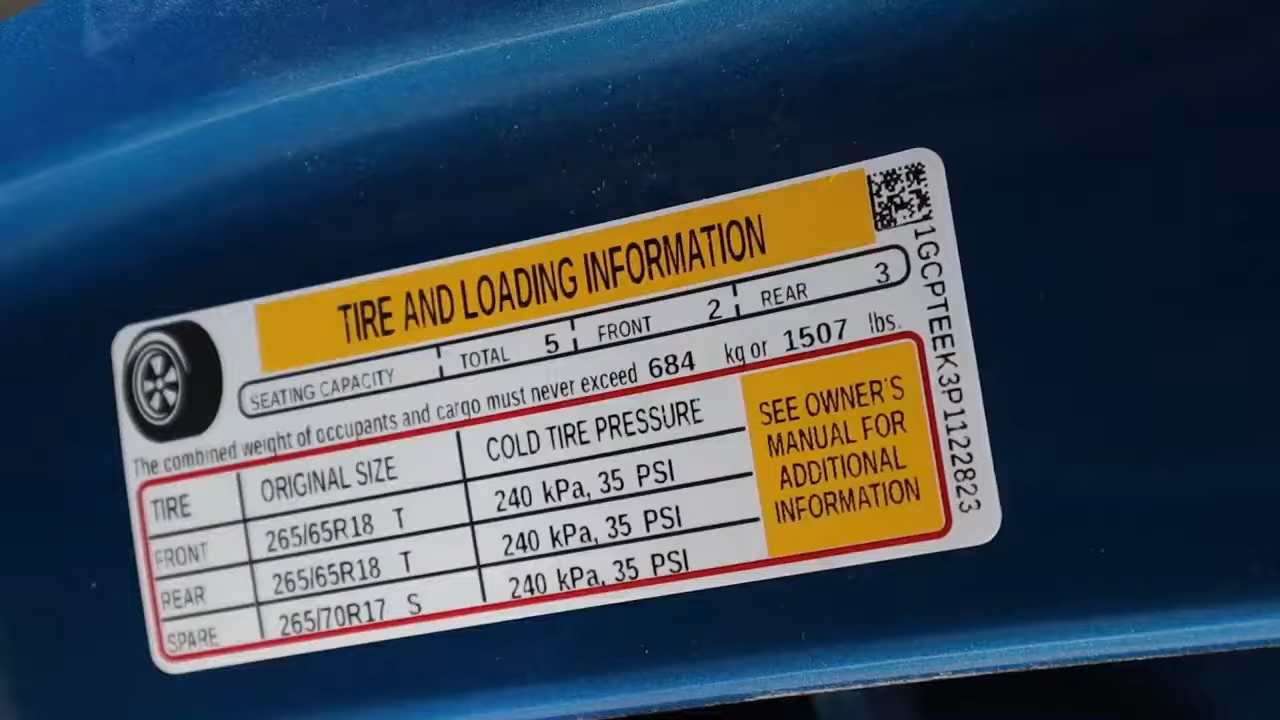 TIRE AND LOADING INFORMATION
SEATING CAPACITY TOTAL 5 FRONT 2 REAR 3
The combined weight of occupants and cargo must never exceed 684 kg or 1507 lbs.
TIRE ORIGINAL SIZE COLD TIRE PRESSURE
FRONT 265/65R18 T 240 kPa, 35 PSI
REAR 265/65R18 T 240 kPa, 35 PSI
SPARE 265/70R17 S 240 kPa, 35 PSI
SEE OWNER'S
MANUAL FOR
ADDITIONAL
INFORMATION
1GCPTEEK3P1122823